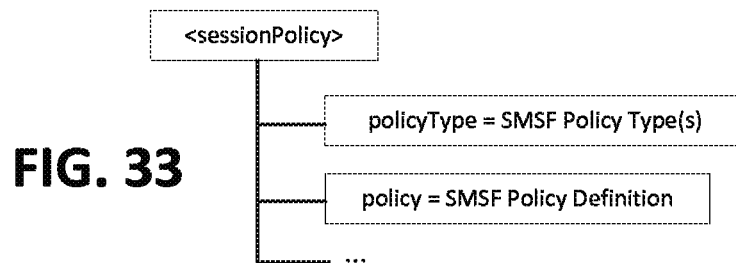 <sessionPolicy>
policyType = SMSF Policy Type(s)
FIG. 33
policy = SMSF Policy Definition
...